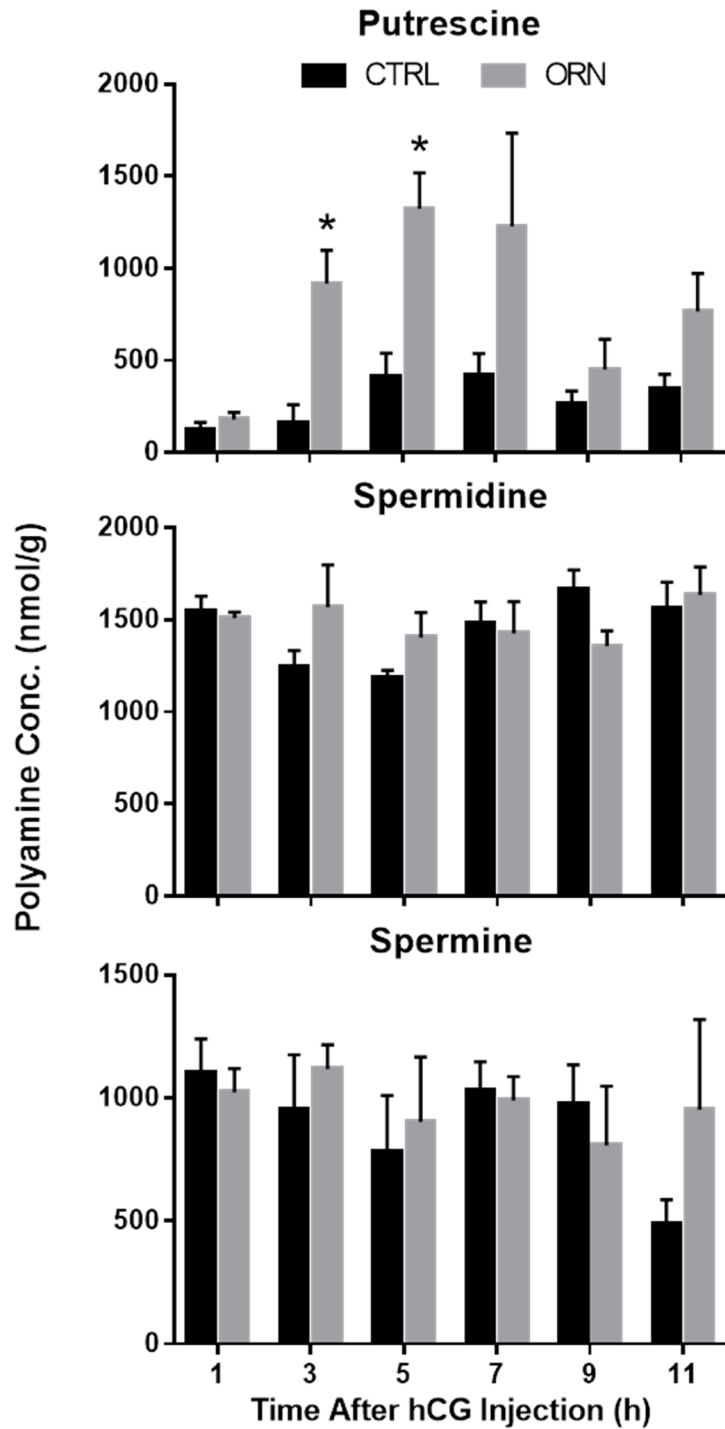 Putrescine
CTRL ORN
2000
1500
1000
500
0
*
*
Spermidine
2000
1500
1000
500
0
Polyamine Conc. (nmol/g)
Spermine
1500
1000
500
0
1 3 5 7 9 11
Time After hCG Injection (h)